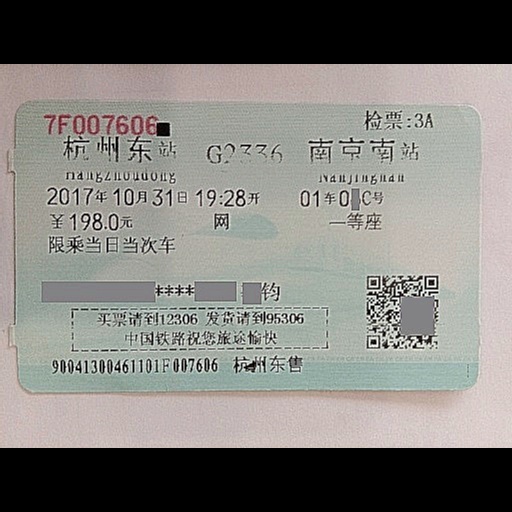 7F007606
检票:3A
杭州东站 G2336 南京南站
Hangzhoudong Nanjingnan
2017年10月31日 19:28开 01车0 C号
￥198.0元 网 一等座
限乘当日当次车
**** 钧
买票请到12306 发货请到95306
中国铁路祝您旅途愉快
90041300461101F007606 杭州东售